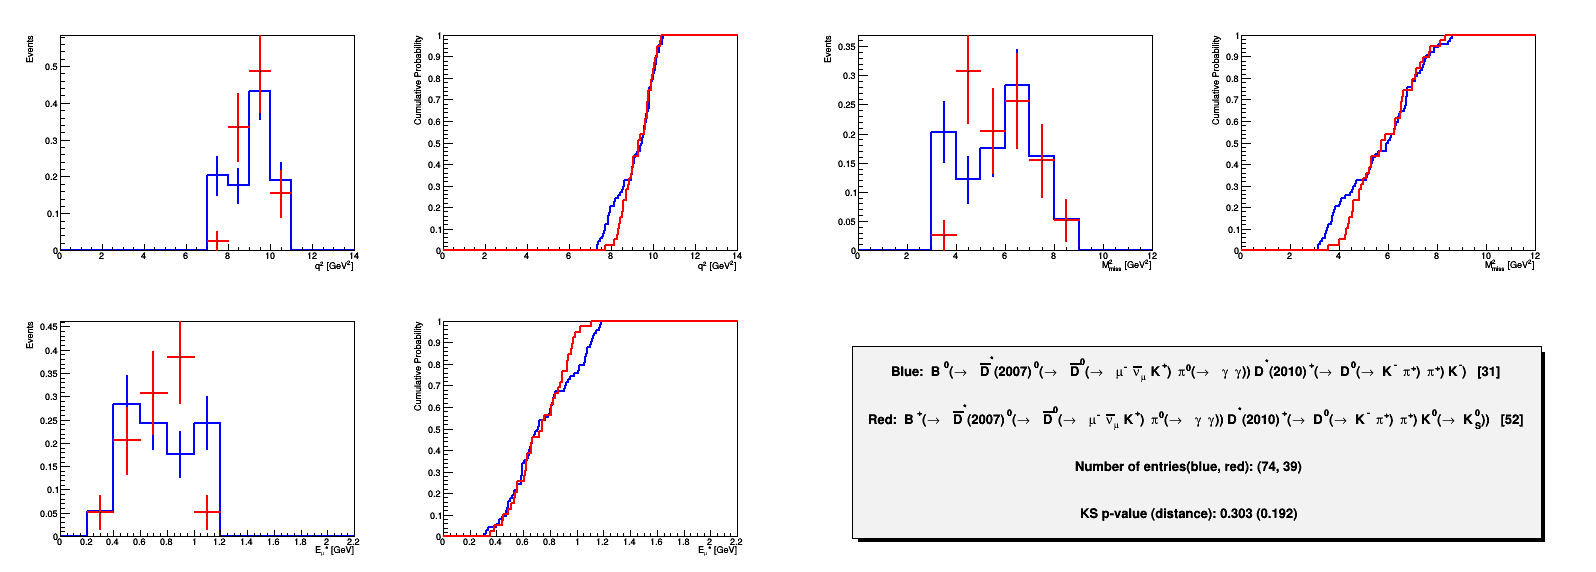 Events
0.5
0.4
0.3
0.2
0.1
0
0 2 4 6 8 10 12 14
q² [GeV²]
Cumulative Probability
1
0.9
0.8
0.7
0.6
0.5
0.4
0.3
0.2
0.1
0
0 2 4 6 8 10 12 14
q² [GeV²]
Events
0.35
0.3
0.25
0.2
0.15
0.1
0.05
0
0 2 4 6 8 10 12
M²miss [GeV²]
Cumulative Probability
1
0.9
0.8
0.7
0.6
0.5
0.4
0.3
0.2
0.1
0
0 2 4 6 8 10 12
M²miss [GeV²]
Events
0.45
0.4
0.35
0.3
0.25
0.2
0.15
0.1
0.05
0
0 0.2 0.4 0.6 0.8 1 1.2 1.4 1.6 1.8 2 2.2
Eμ* [GeV]
Cumulative Probability
1
0.9
0.8
0.7
0.6
0.5
0.4
0.3
0.2
0.1
0
0 0.2 0.4 0.6 0.8 1 1.2 1.4 1.6 1.8 2 2.2
Eμ* [GeV]
Blue: B⁰(→ D̅*(2007)⁰(→ D̅⁰(→ μ⁻ ν̅μ K⁺) π⁰(→ γ γ)) D*(2010)⁺(→ D⁰(→ K⁻ π⁺) π⁺) K⁻) [31]
Red: B⁺(→ D̅*(2007)⁰(→ D̅⁰(→ μ⁻ ν̅μ K⁺) π⁰(→ γ γ)) D*(2010)⁺(→ D⁰(→ K⁻ π⁺) π⁺) K⁰(→ K⁰S)) [52]
Number of entries(blue, red): (74, 39)
KS p-value (distance): 0.303 (0.192)